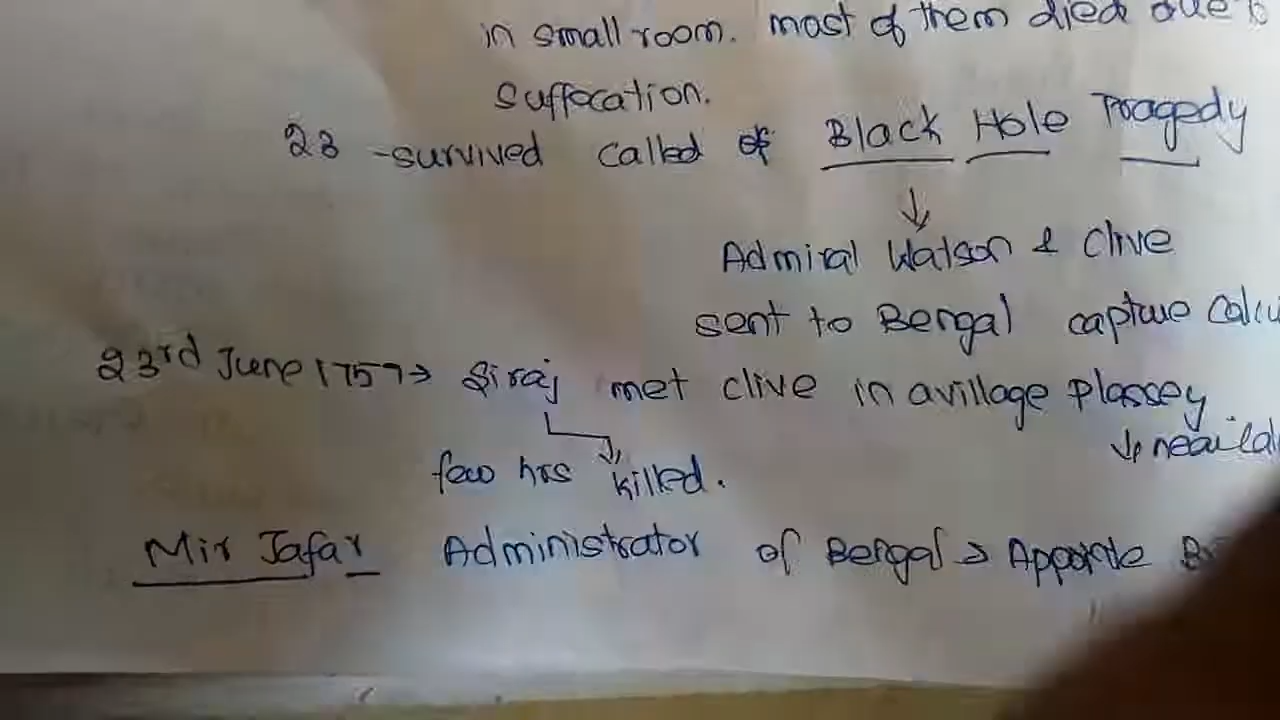 in small room. most of them died due to
suffocation.
23 -survived called of Black Hole Tragedy
↓
Admiral Watson & Clive
sent to Bengal capture
23rd June 1757→ Siraj met clive in a village plassey
↓
few hrs killed.
Mir Jafar Administrator of Bengal →